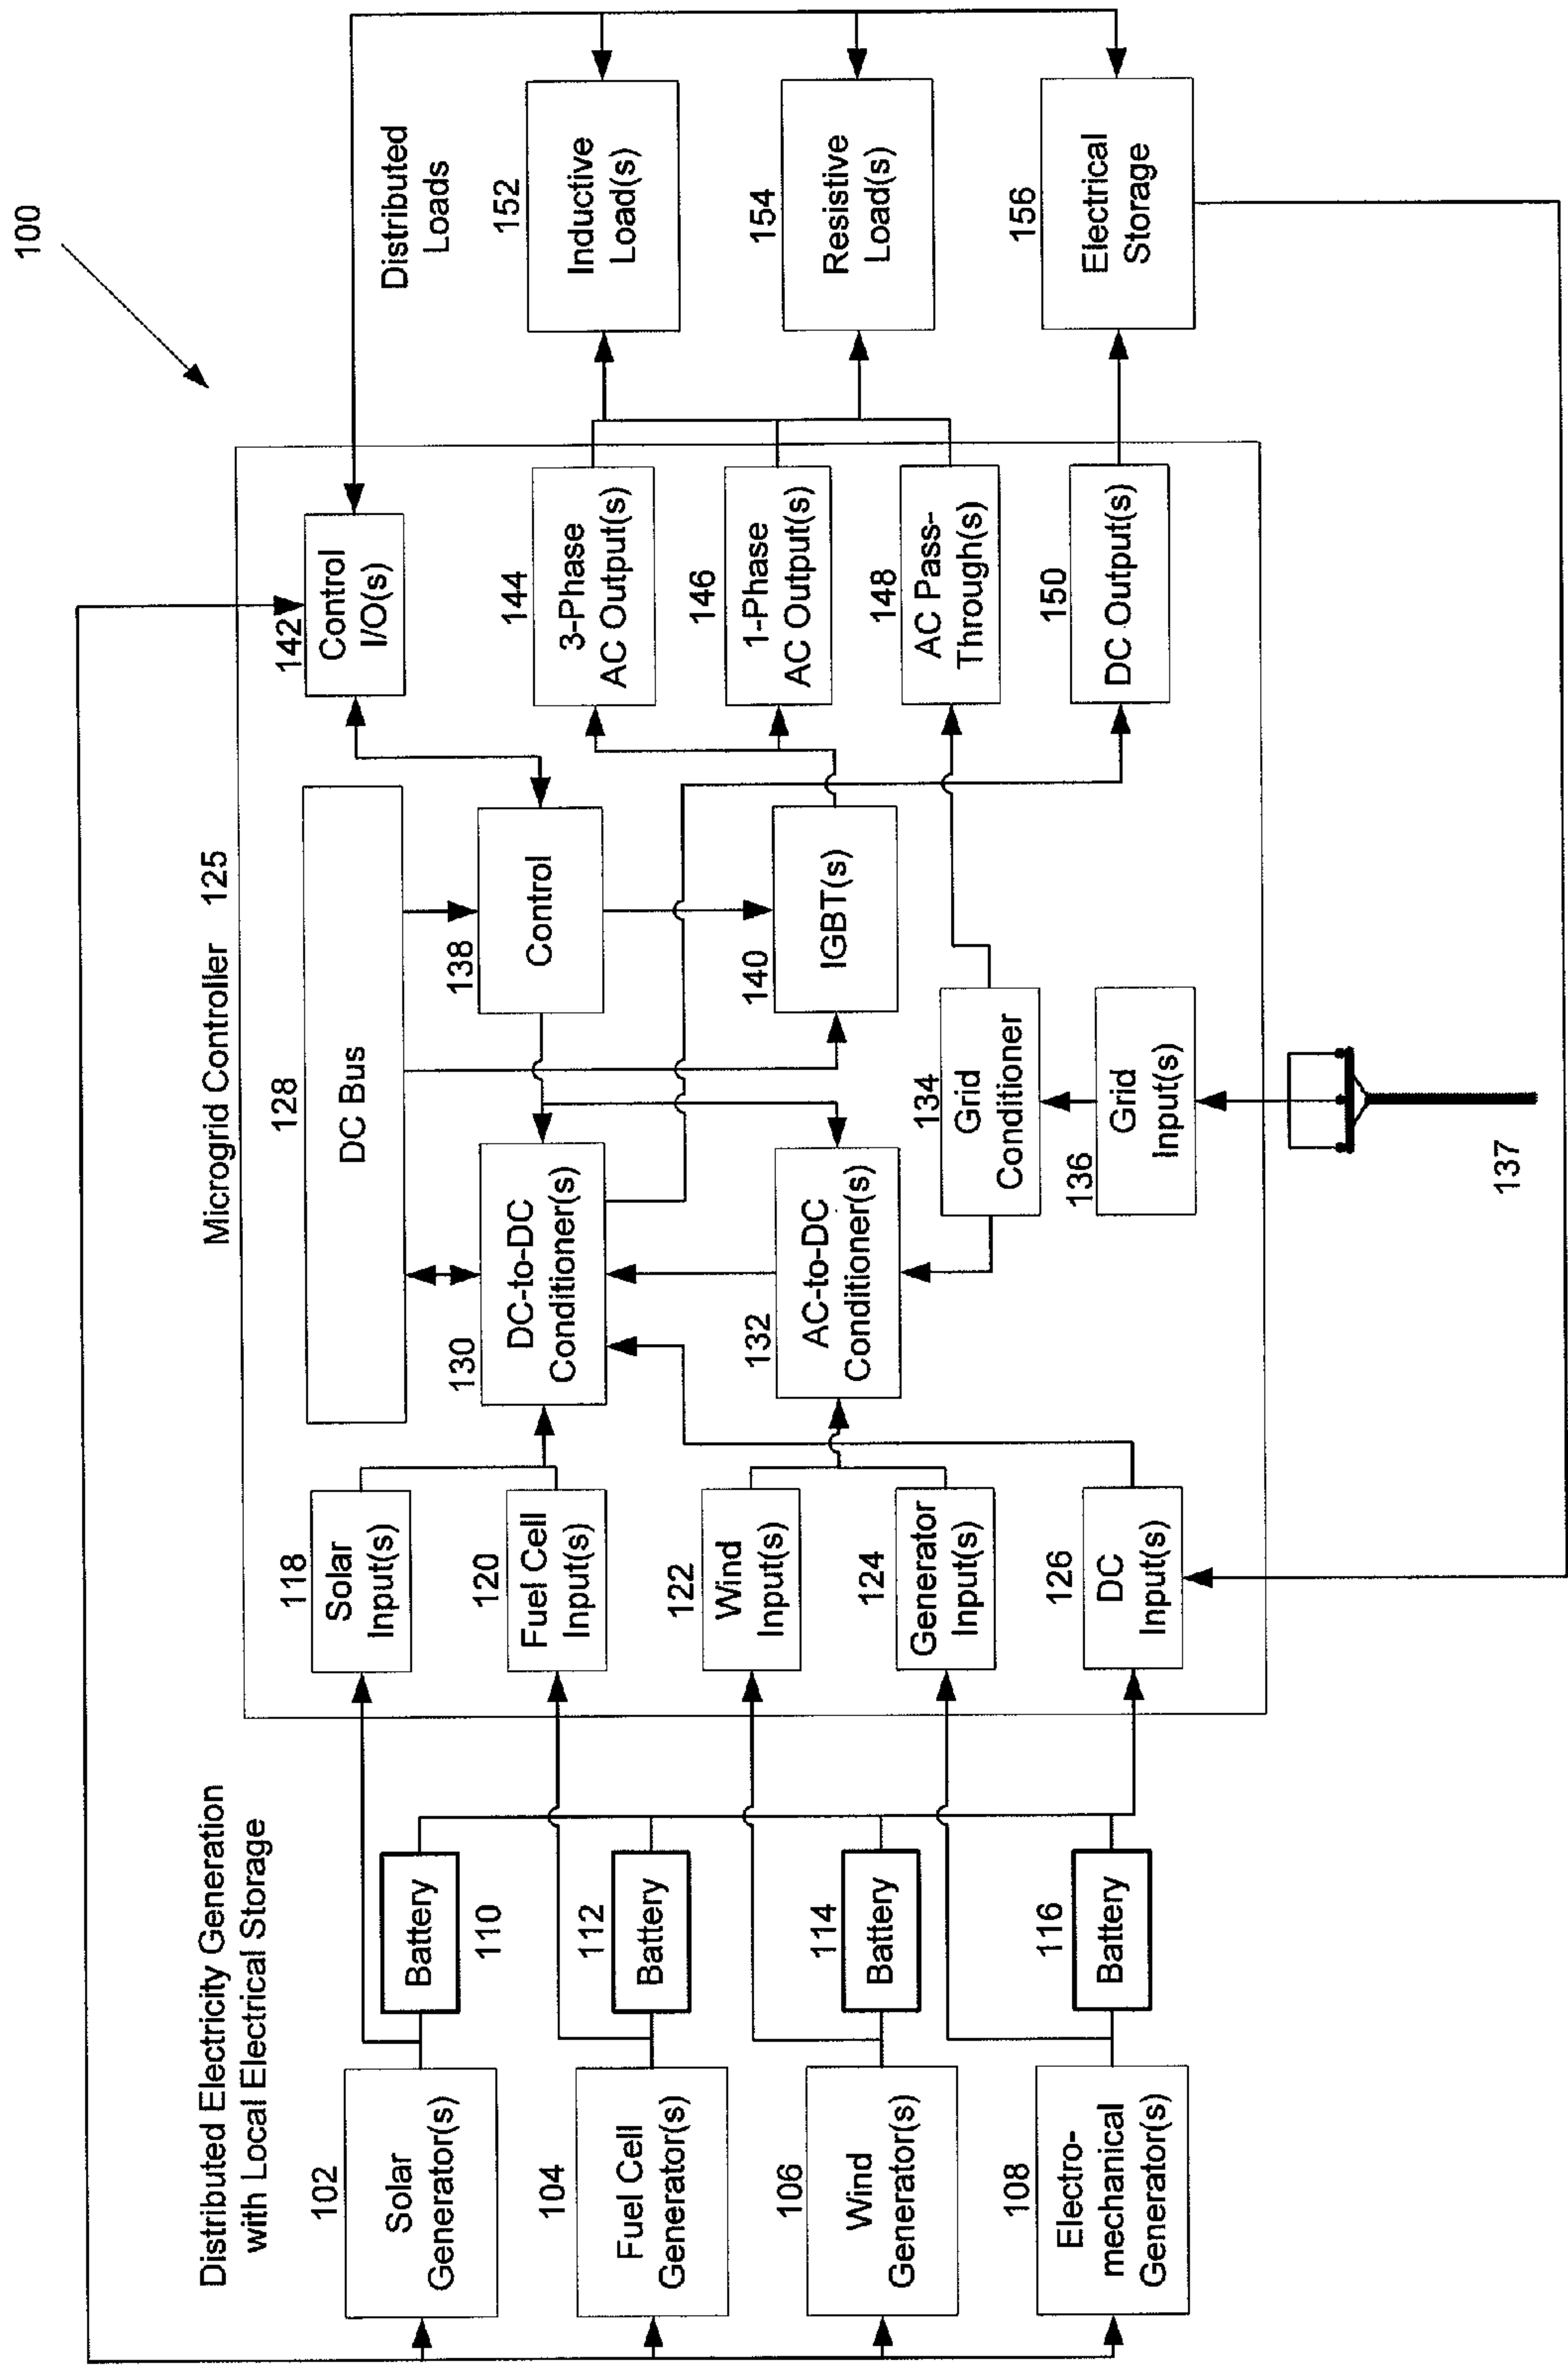 100
Distributed Electricity Generation
with Local Electrical Storage
Microgrid Controller 125
Distributed
Loads
102
Solar
Generator(s)
104
Fuel Cell
Generator(s)
106
Wind
Generator(s)
108
Electro-
mechanical
Generator(s)
Battery
110
112
Battery
114
Battery
116
Battery
118
Solar
Input(s)
120
Fuel Cell
Input(s)
122
Wind
Input(s)
124
Generator
Input(s)
126
DC
Input(s)
128
DC Bus
130
DC-to-DC
Conditioner(s)
132
AC-to-DC
Conditioner(s)
134
Grid
Conditioner
136
Grid
Input(s)
137
138
Control
140
IGBT(s)
142
Control
I/O(s)
144
3-Phase
AC Output(s)
146
1-Phase
AC Output(s)
148
AC Pass-
Through(s)
150
DC Output(s)
152
Inductive
Load(s)
154
Resistive
Load(s)
156
Electrical
Storage